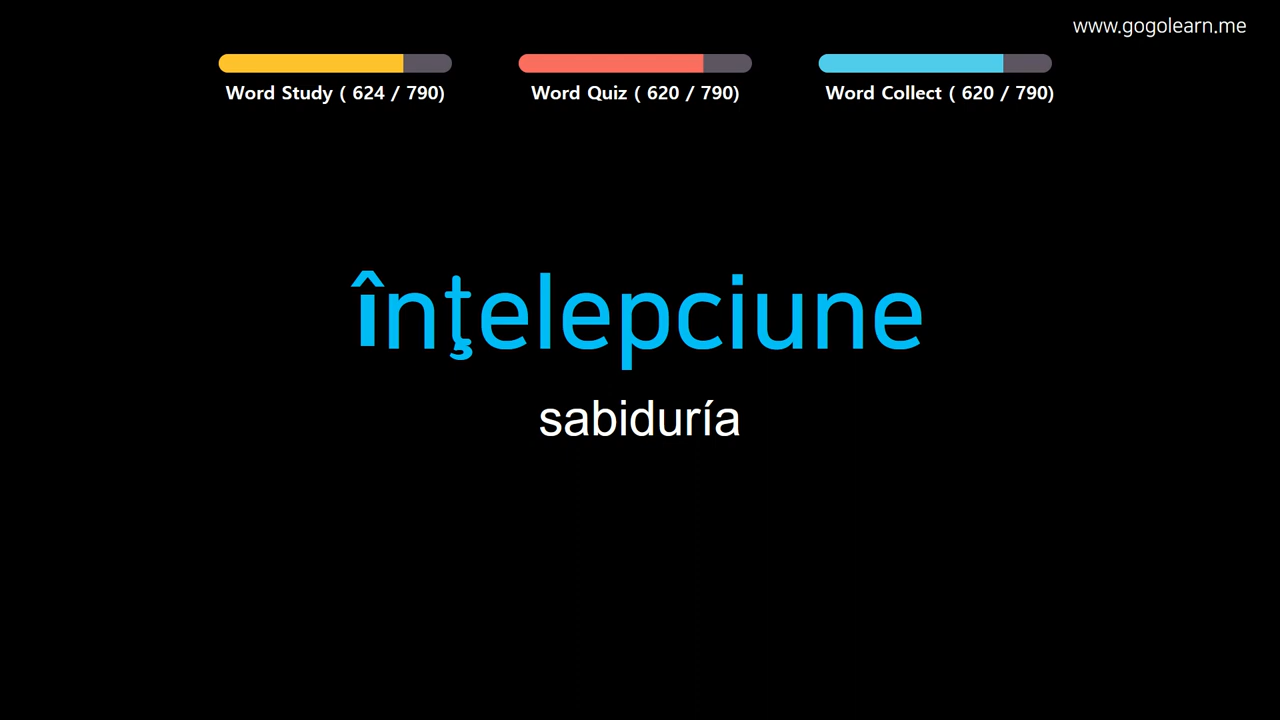 www.gogolearn.me
Word Study ( 624 / 790)
Word Quiz ( 620 / 790)
Word Collect ( 620 / 790)
înţelepciune
sabiduría